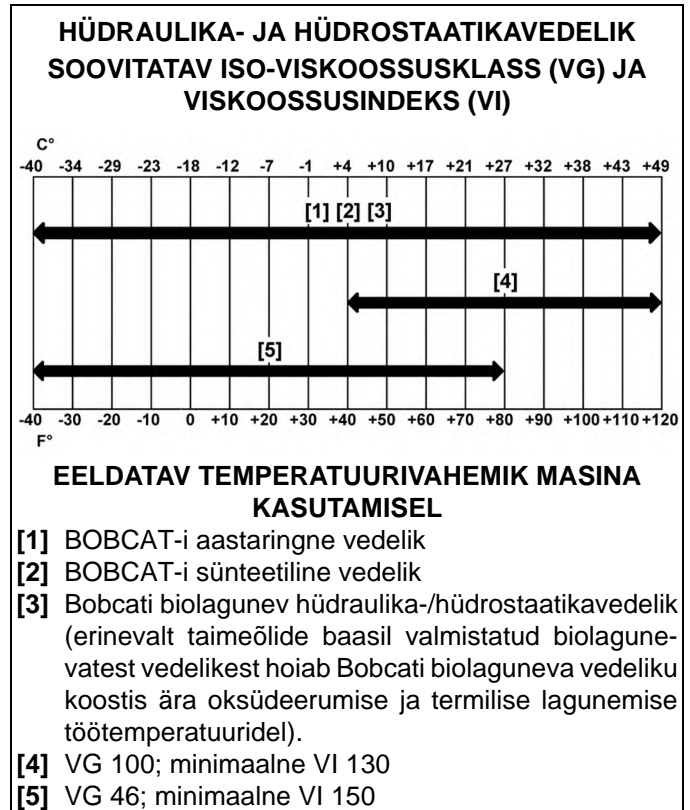 HÜDRAULIKA- JA HÜDROSTAATIKAVEDELIK
SOOVITATAV ISO-VISKOOSSUSKLASS (VG) JA
VISKOOSSUSINDEKS (VI)
C°
-40 -34 -29 -23 -18 -12 -7 -1 +4 +10 +17 +21 +27 +32 +38 +43 +49
[1] [2] [3]
[4]
[5]
-40 -30 -20 -10 0 +10 +20 +30 +40 +50 +60 +70 +80 +90 +100 +110 +120
F°
EELDATAV TEMPERATUURIVAHEMIK MASINA
KASUTAMISEL
[1] BOBCAT-i aastaringne vedelik
[2] BOBCAT-i sünteetiline vedelik
[3] Bobcati biolagunev hüdraulika-/hüdrostaatikavedelik
(erinevalt taimeõlide baasil valmistatud biolagune-
vatest vedelikest hoiab Bobcati biolaguneva vedeliku
koostis ära oksüdeerumise ja termilise lagunemise
töötemperatuuridel).
[4] VG 100; minimaalne VI 130
[5] VG 46; minimaalne VI 150